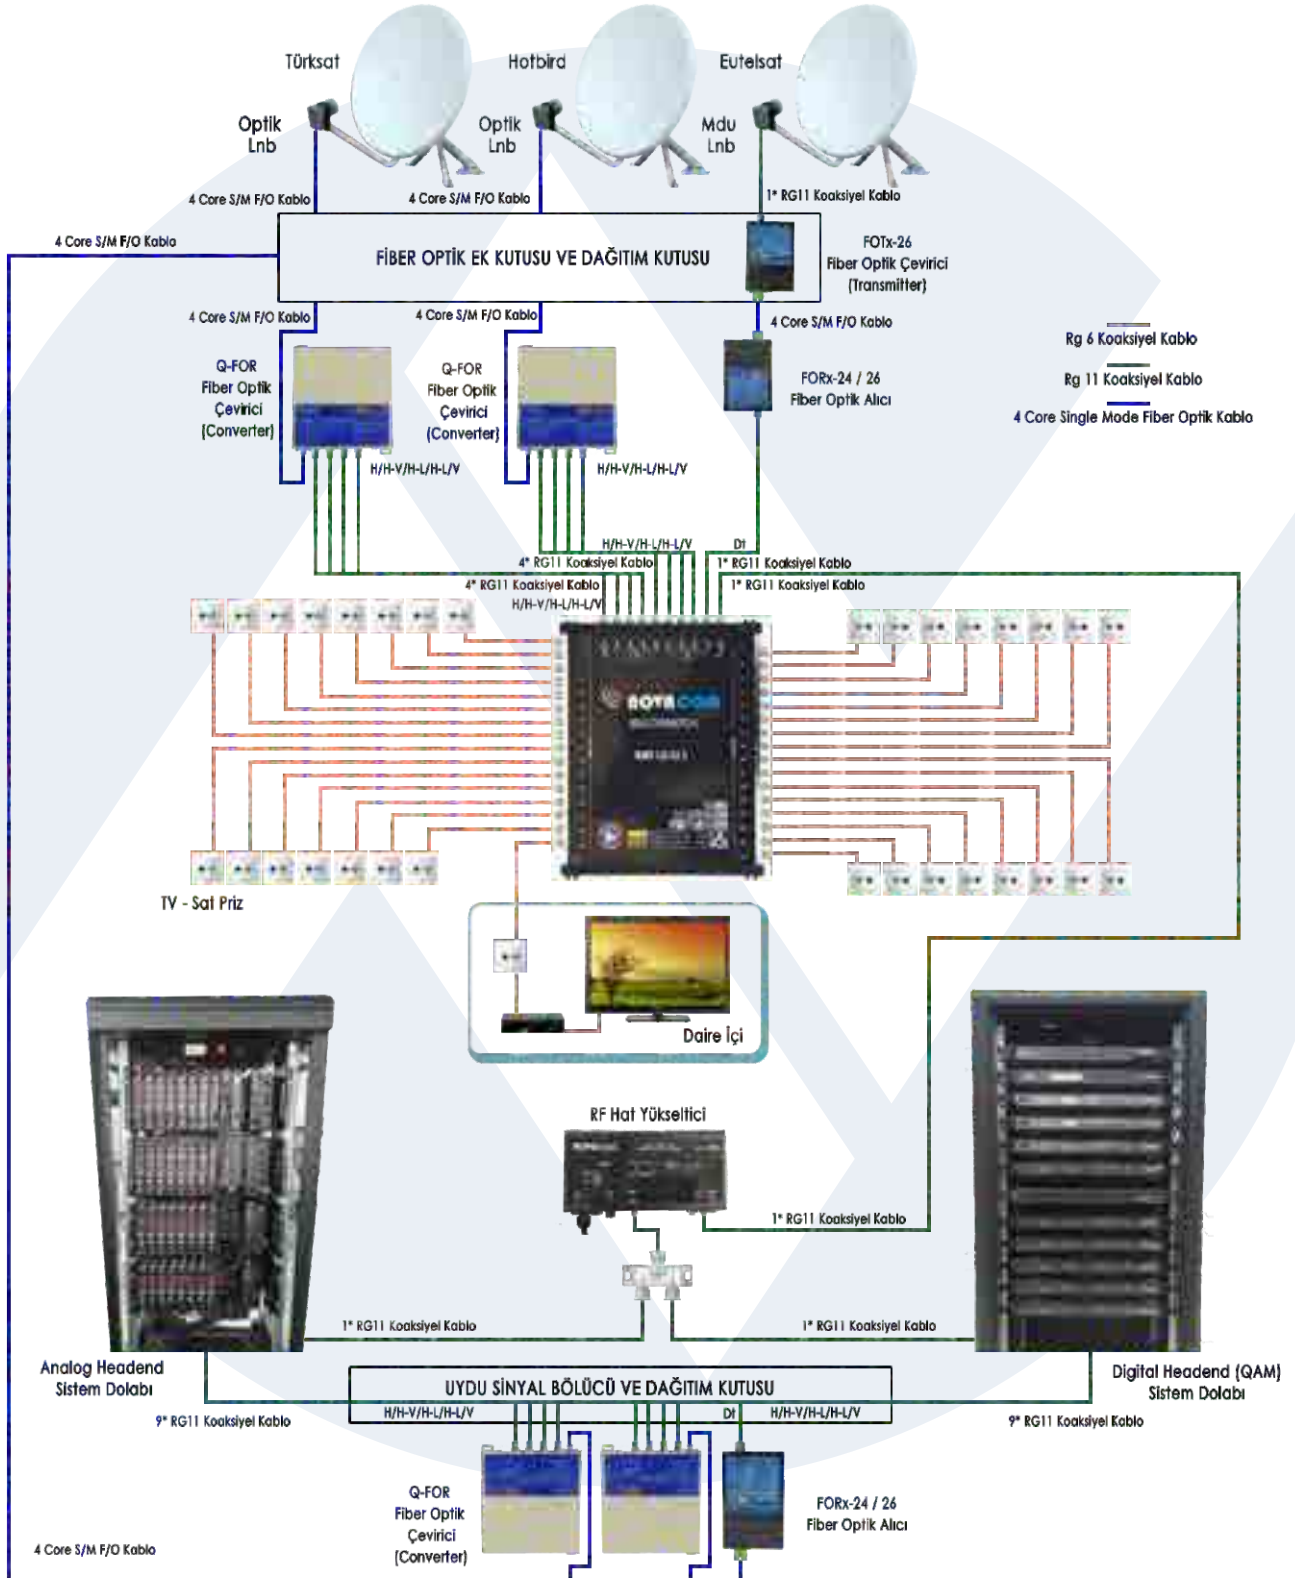 Türksat
Hotbird
Eutelsat
Optik
Lnb
Optik
Lnb
Mdu
Lnb
4 Core S/M F/O Kablo
4 Core S/M F/O Kablo
1* RG11 Koaksiyel Kablo
4 Core S/M F/O Kablo
FİBER OPTİK EK KUTUSU VE DAĞITIM KUTUSU
FOTx-26
Fiber Optik Çevirici
(Transmitter)
4 Core S/M F/O Kablo
4 Core S/M F/O Kablo
4 Core S/M F/O Kablo
Q-FOR
Fiber Optik
Çevirici
(Converter)
Q-FOR
Fiber Optik
Çevirici
(Converter)
FORx-24 / 26
Fiber Optik Alıcı
Rg 6 Koaksiyel Kablo
Rg 11 Koaksiyel Kablo
4 Core Single Mode Fiber Optik Kablo
H/H-V/H-L/H-L/V
H/H-V/H-L/H-L/V
H/H-V/H-L/H-L/V
Dt
4* RG11 Koaksiyel Kablo
1* RG11 Koaksiyel Kablo
4* RG11 Koaksiyel Kablo
1* RG11 Koaksiyel Kablo
H/H-V/H-L/H-L/V
TV - Sat Priz
Daire İçi
RF Hat Yükseltici
1* RG11 Koaksiyel Kablo
1* RG11 Koaksiyel Kablo
1* RG11 Koaksiyel Kablo
Analog Headend
Sistem Dolabı
Digital Headend (QAM)
Sistem Dolabı
UYDU SİNYAL BÖLÜCÜ VE DAĞITIM KUTUSU
H/H-V/H-L/H-L/V
Dt
H/H-V/H-L/H-L/V
9* RG11 Koaksiyel Kablo
9* RG11 Koaksiyel Kablo
Q-FOR
Fiber Optik
Çevirici
(Converter)
FORx-24 / 26
Fiber Optik Alıcı
4 Core S/M F/O Kablo